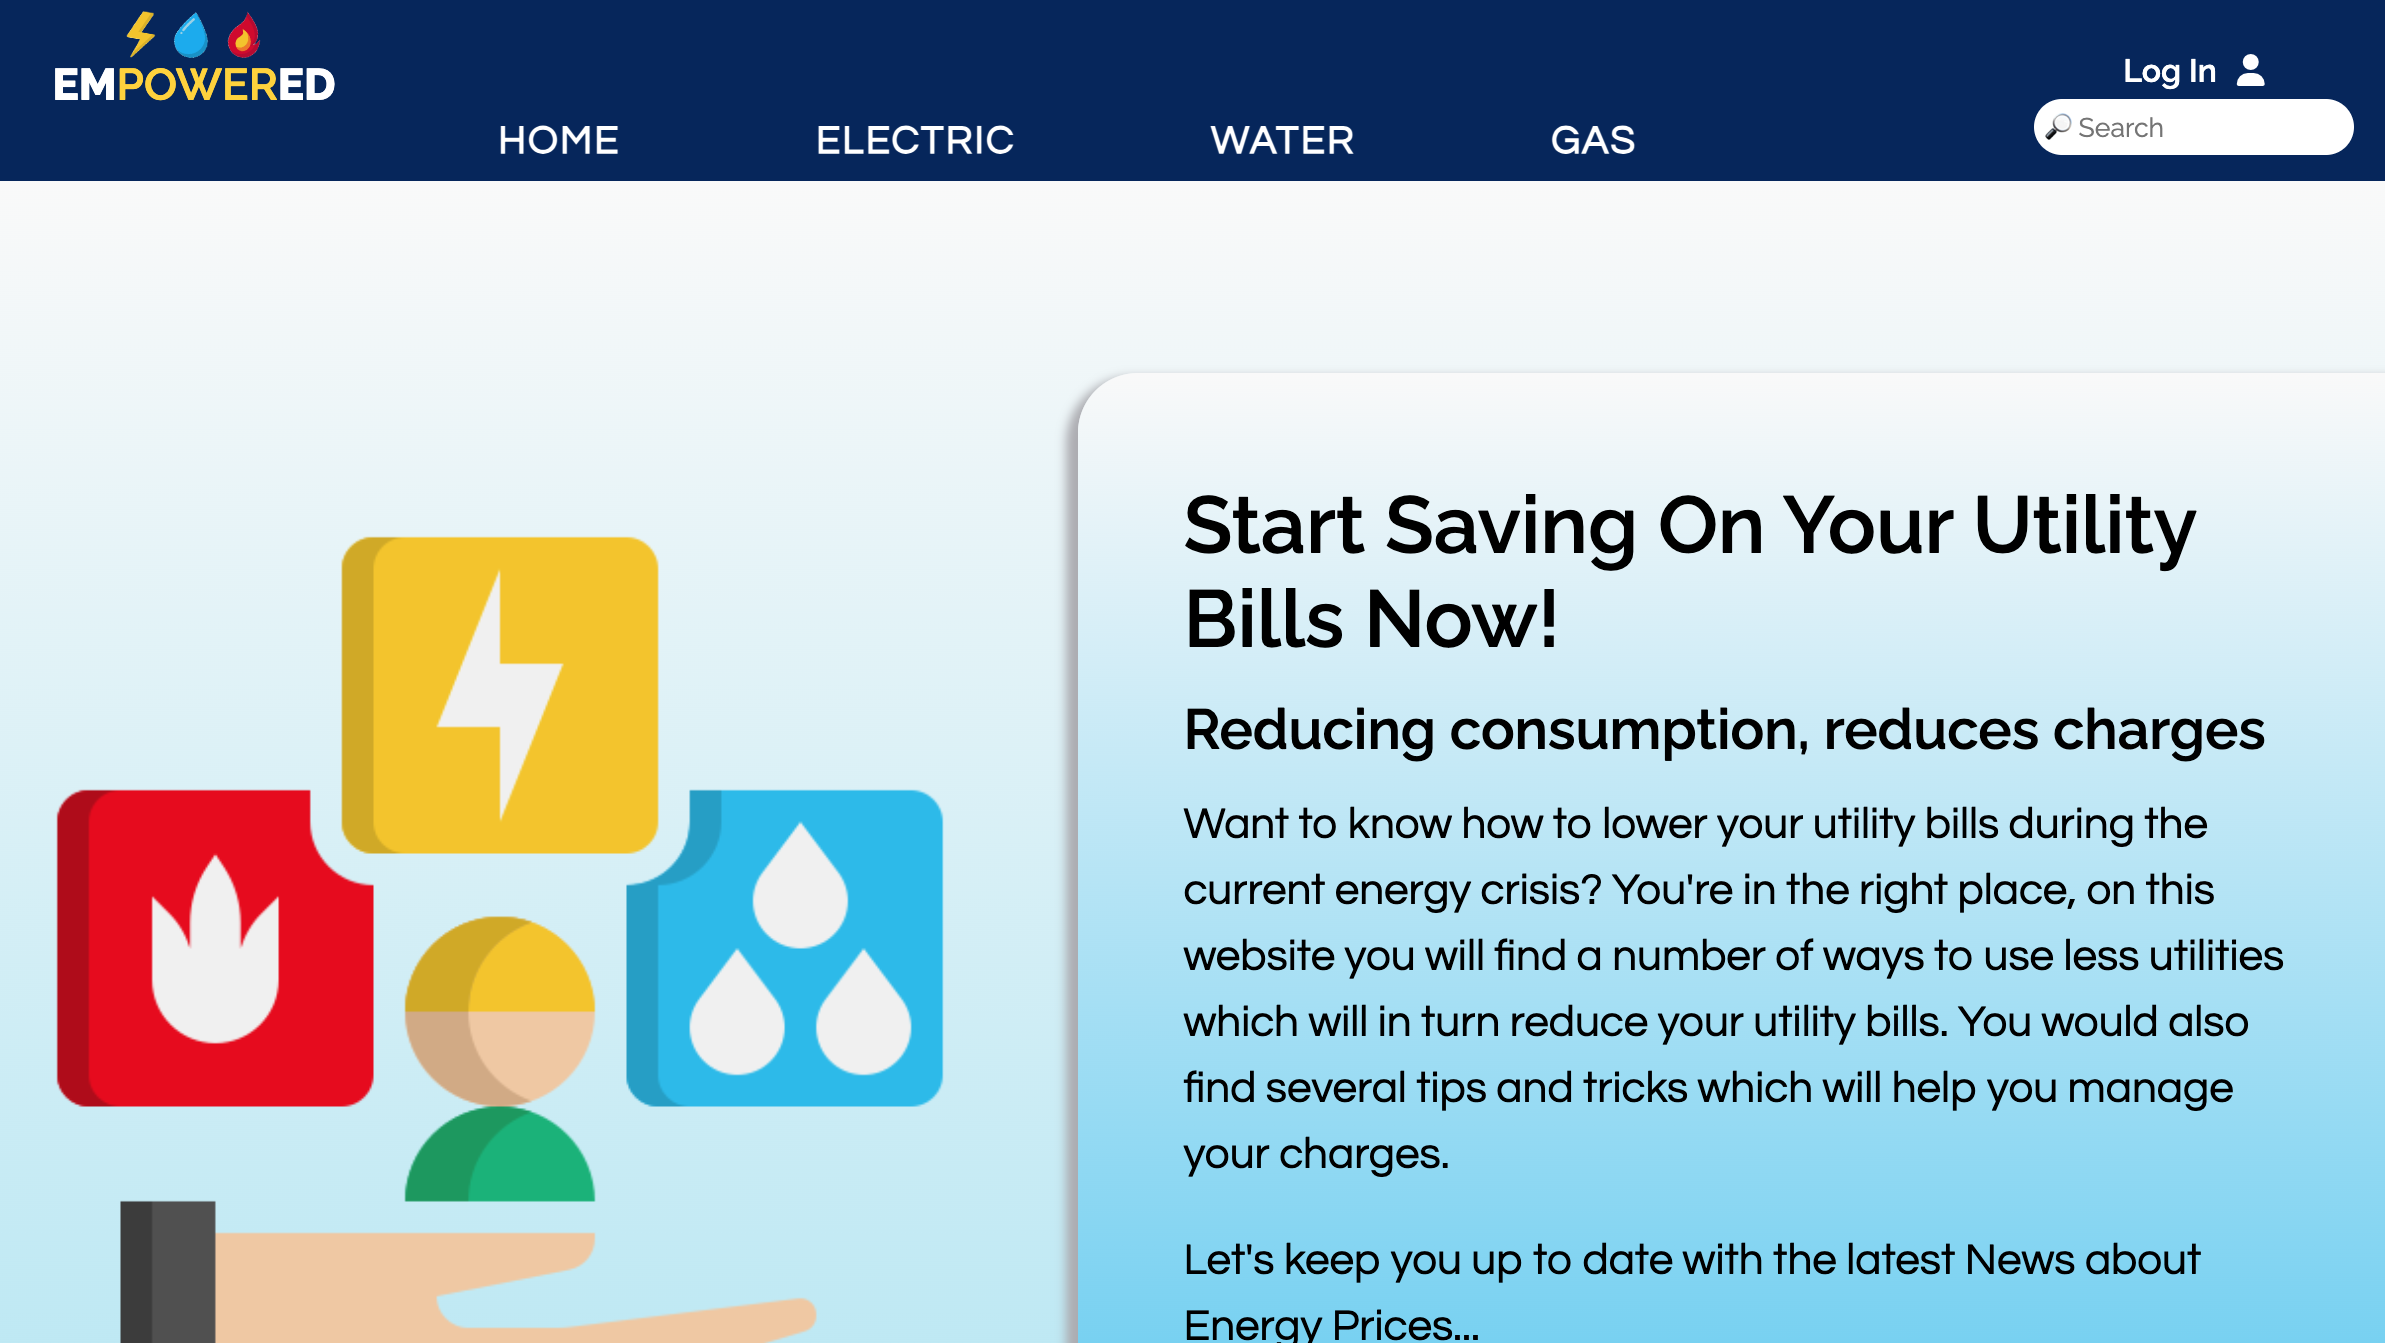 EMPOWERED
Log In
Search
HOME ELECTRIC WATER GAS
Start Saving On Your Utility
Bills Now!
Reducing consumption, reduces charges
Want to know how to lower your utility bills during the
current energy crisis? You're in the right place, on this
website you will find a number of ways to use less utilities
which will in turn reduce your utility bills. You would also
find several tips and tricks which will help you manage
your charges.
Let's keep you up to date with the latest News about
Energy Prices...